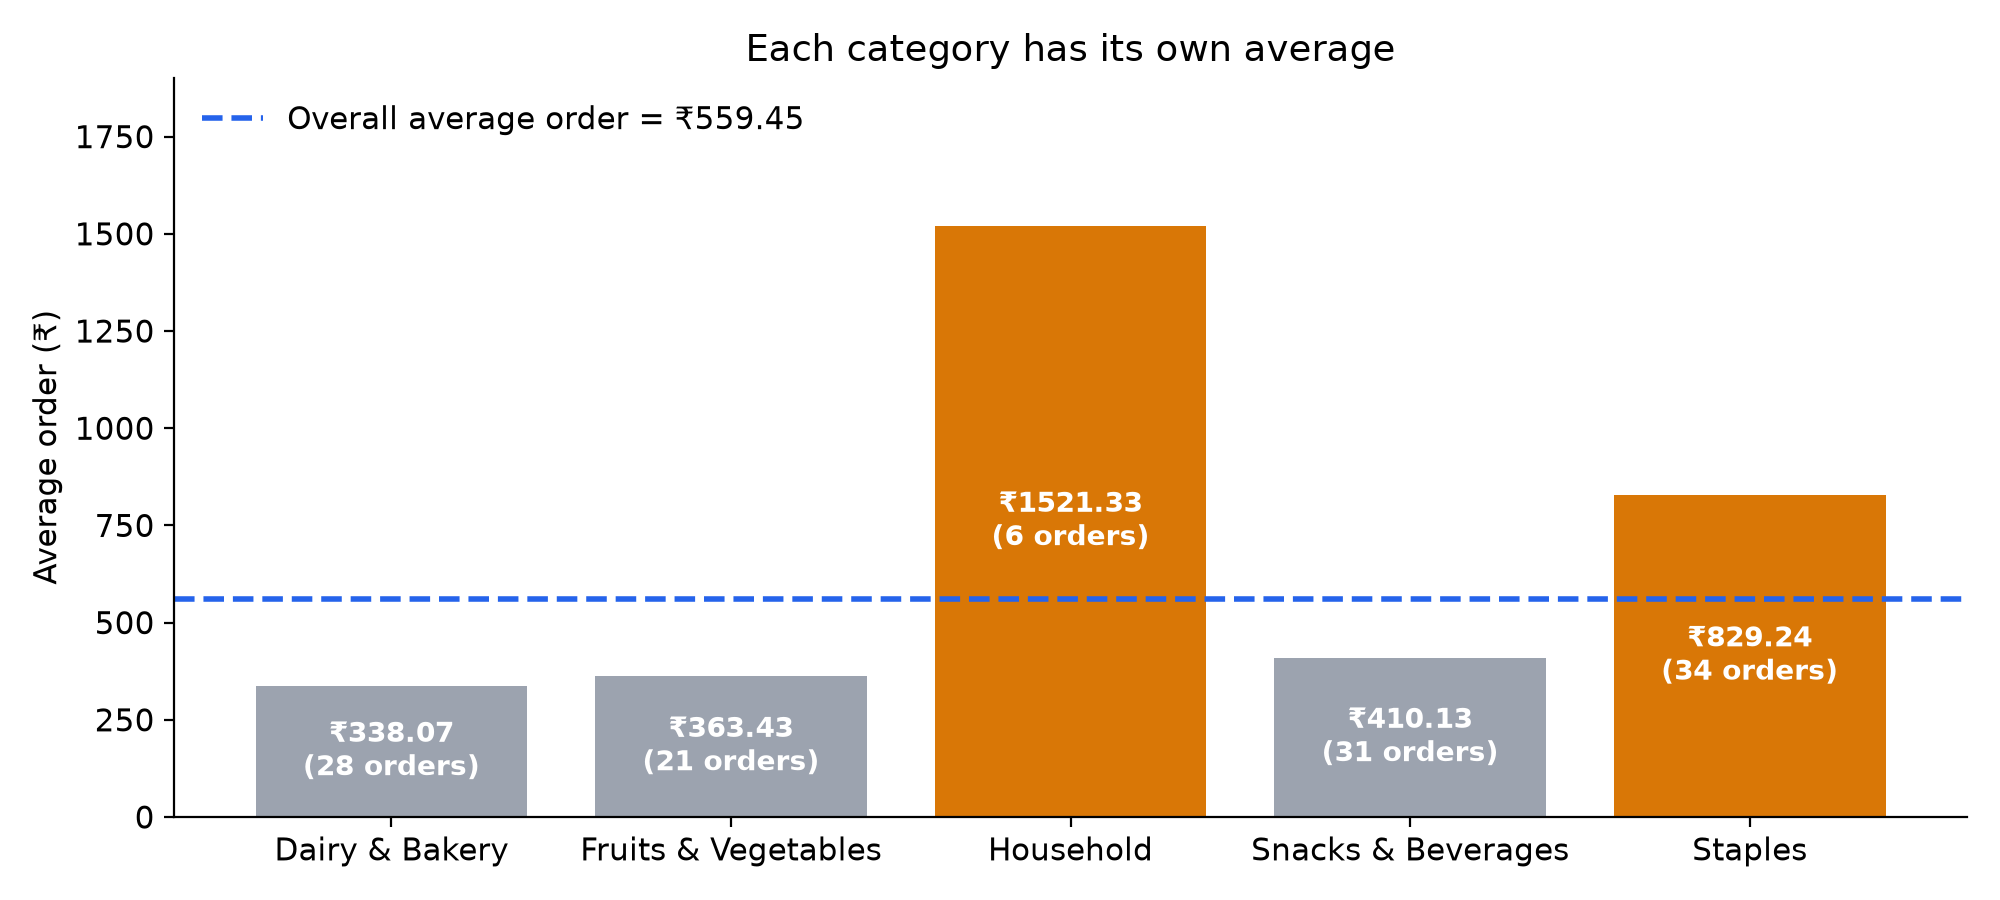 Each category has its own average
Overall average order = ₹559.45
Average order (₹)
1750
1500
1250
1000
750
500
250
0
₹338.07
(28 orders)
₹363.43
(21 orders)
₹1521.33
(6 orders)
₹410.13
(31 orders)
₹829.24
(34 orders)
Dairy & Bakery
Fruits & Vegetables
Household
Snacks & Beverages
Staples